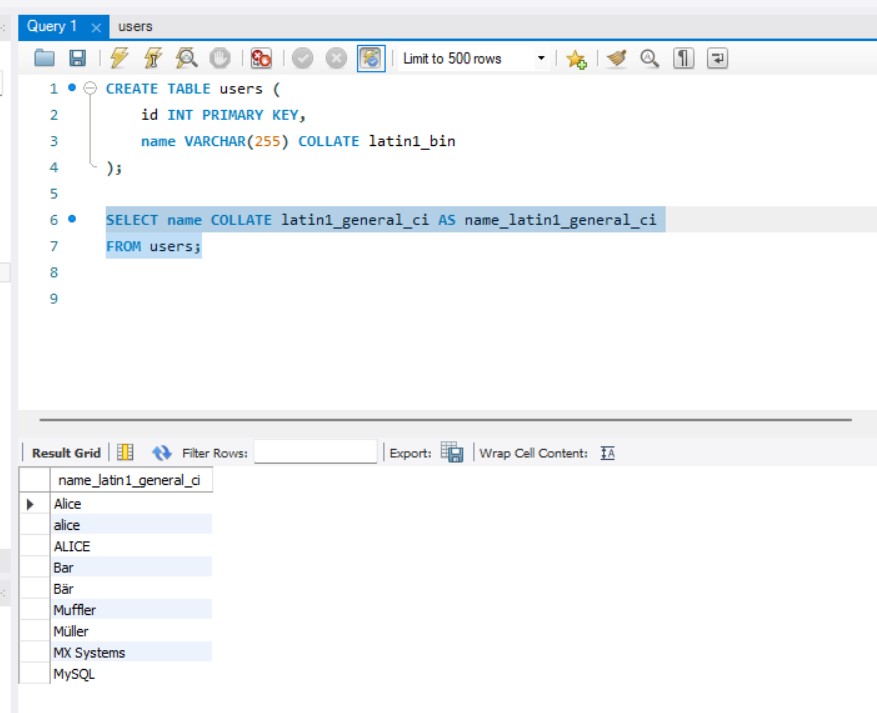 Query 1 users
Limit to 500 rows
1 CREATE TABLE users (
2 id INT PRIMARY KEY,
3 name VARCHAR(255) COLLATE latin1_bin
4 );
5
6 SELECT name COLLATE latin1_general_ci AS name_latin1_general_ci
7 FROM users;
8
9
Result Grid Filter Rows: Export: Wrap Cell Content:
name_latin1_general_ci
Alice
alice
ALICE
Bar
Bär
Muffler
Müller
MX Systems
MySQL